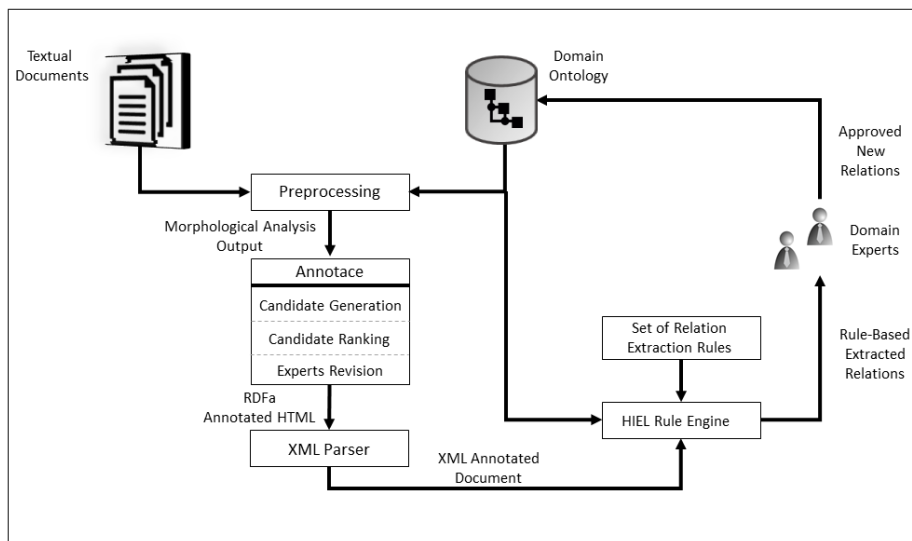 Textual
Documents
Domain
Ontology
Preprocessing
Morphological Analysis
Output
Annotace
Candidate Generation
Candidate Ranking
Experts Revision
RDFa
Annotated HTML
XML Parser
XML Annotated
Document
Set of Relation
Extraction Rules
HIEL Rule Engine
Rule-Based
Extracted
Relations
Domain
Experts
Approved
New
Relations